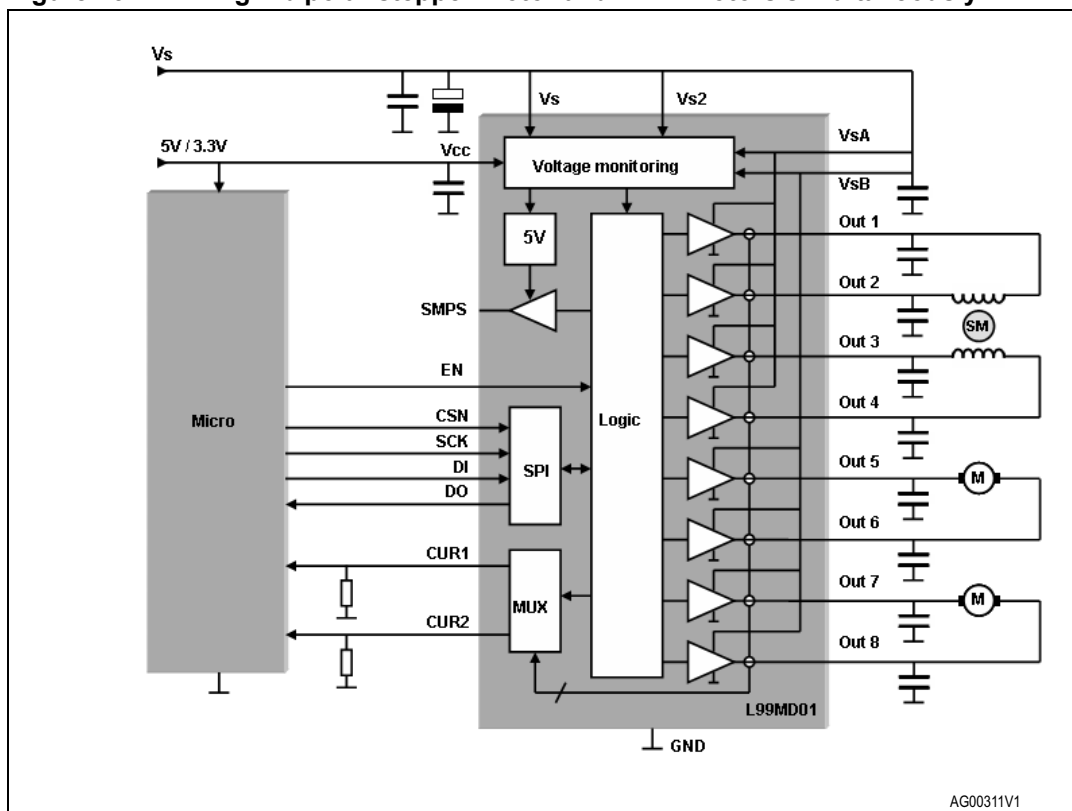 Vs
Vs
Vs2
VsA
5V / 3.3V
Vcc
Voltage monitoring
VsB
Out 1
5V
Out 2
SMPS
SM
Out 3
EN
Micro
CSN
Logic
Out 4
SCK
DI
SPI
Out 5
M
DO
Out 6
CUR1
MUX
Out 7
M
CUR2
Out 8
L99MD01
GND
AG00311V1